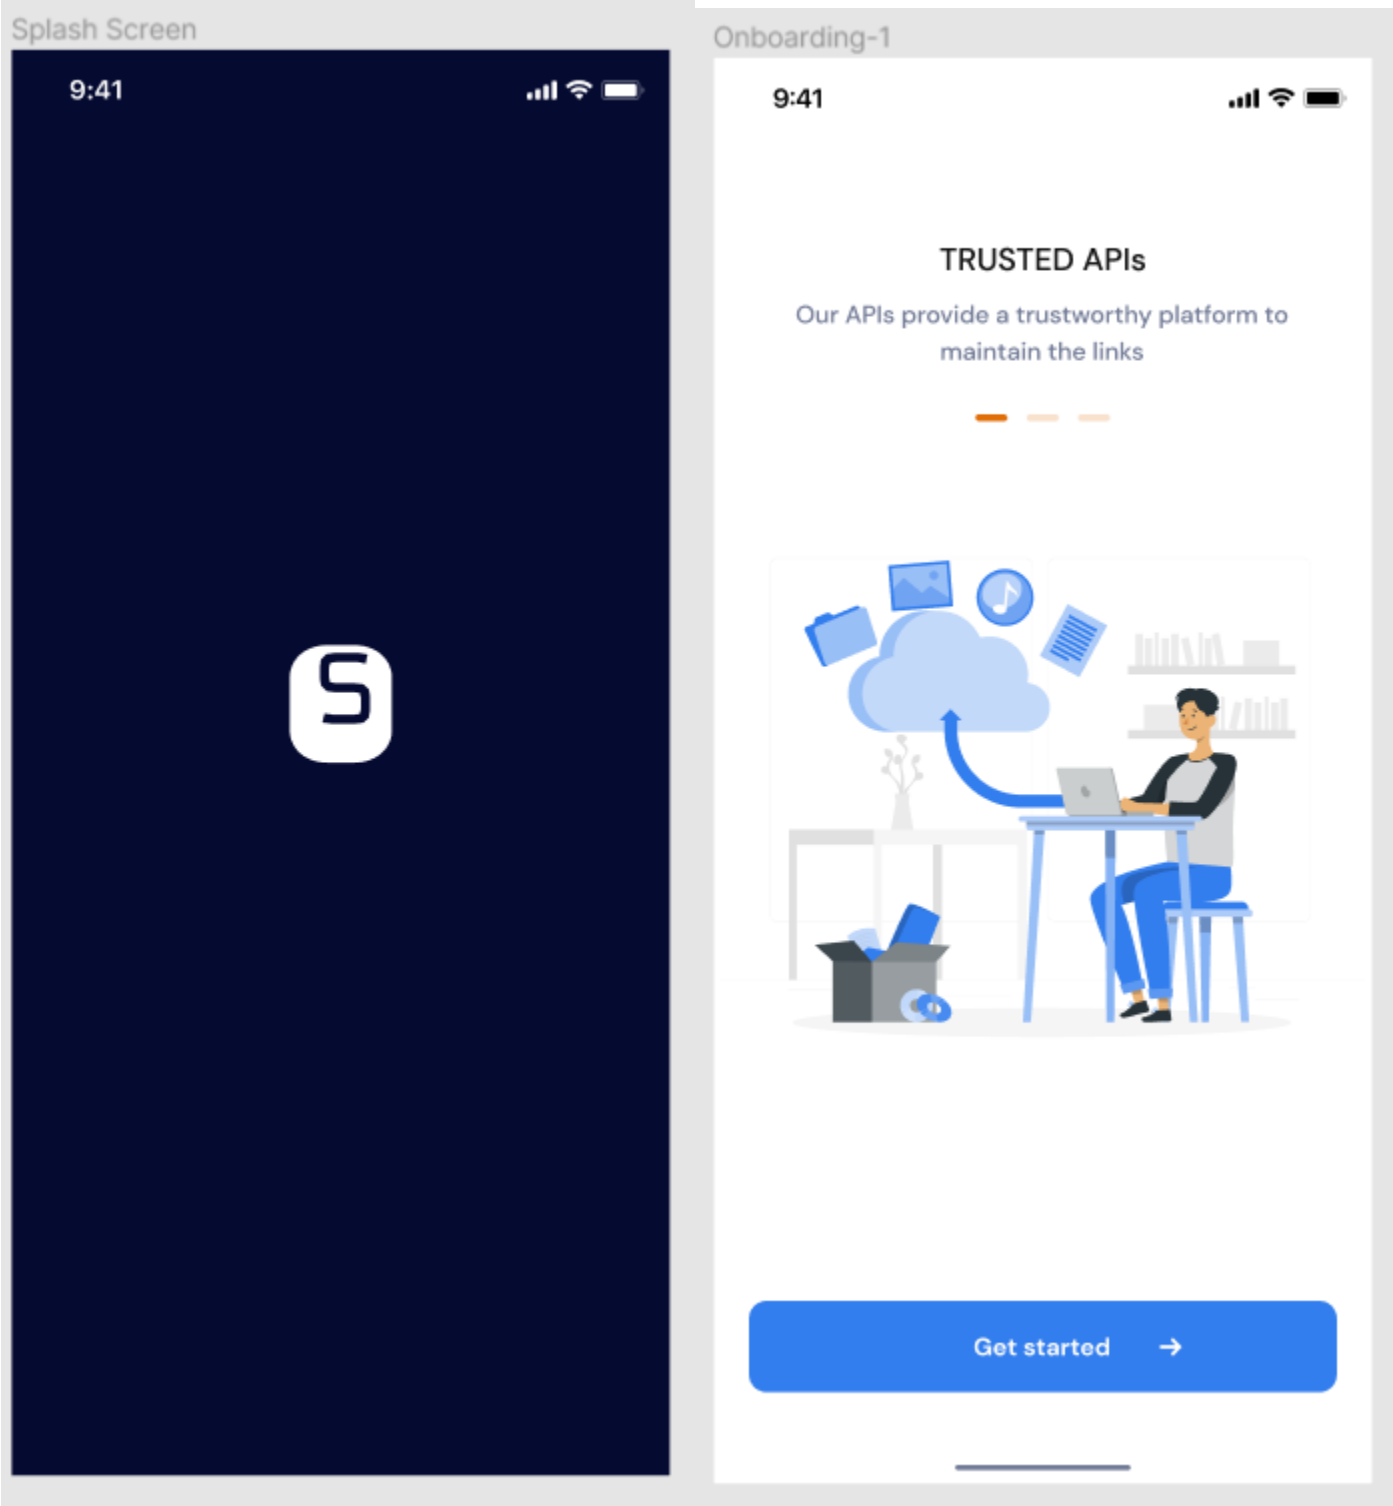 Splash Screen
9:41
S
Onboarding-1
9:41
TRUSTED APIs
Our APIs provide a trustworthy platform to
maintain the links
Get started